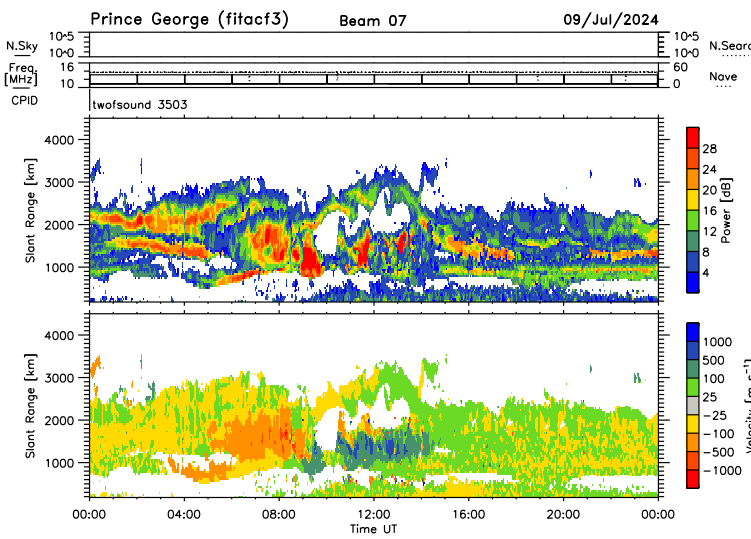 Prince George (fitacf3) Beam 07 09/Jul/2024
N.Sky 10^5 10^0 10^5 10^0 N.Sear
Freq [MHz] 16 10 60 0 Nave
CPID twofsound 3503
Slant Range [km] 4000 3000 2000 1000
28 24 20 16 12 8 4 Power [dB]
Slant Range [km] 4000 3000 2000 1000
1000 500 100 25 -25 -100 -500 -1000 Velocity [m s^-1]
00:00 04:00 08:00 12:00 16:00 20:00 00:00
Time UT